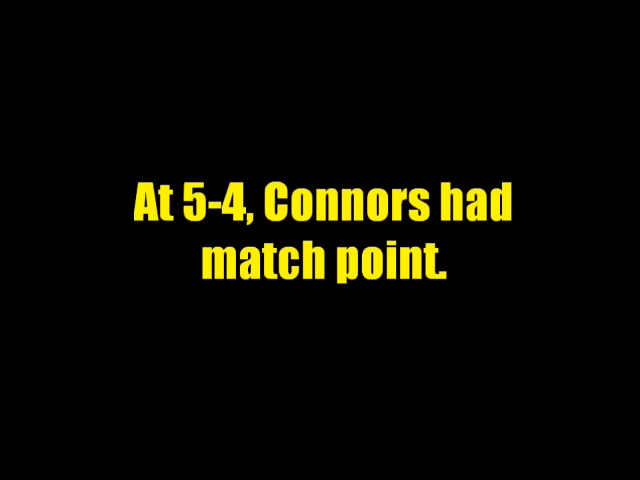 At 5-4, Connors had
match point.